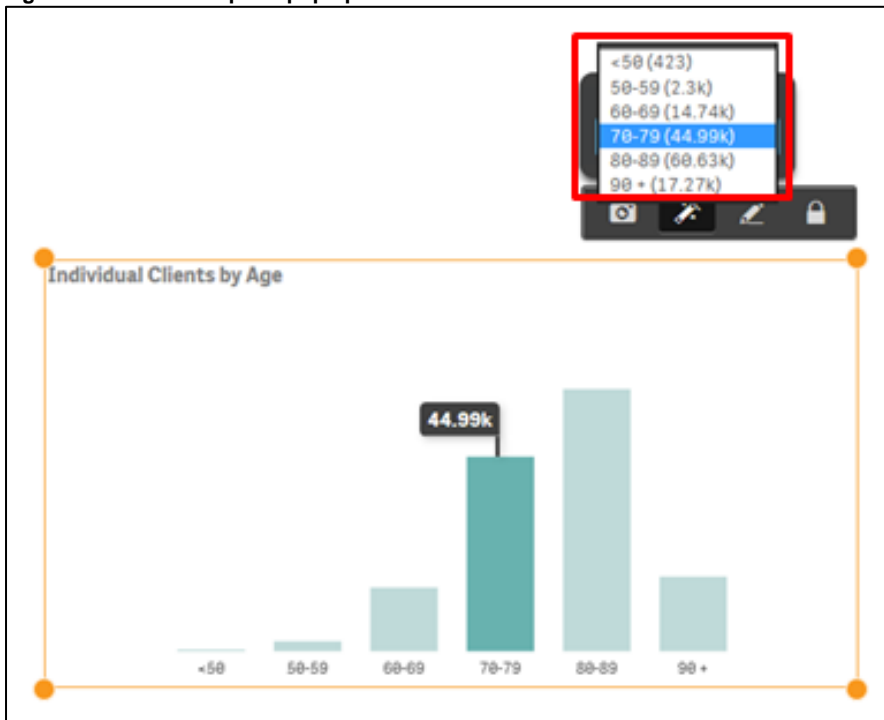 <50 (423)
50-59 (2.3k)
60-69 (14.74k)
70-79 (44.99k)
80-89 (60.63k)
90 + (17.27k)
Individual Clients by Age
44.99k
<50 50-59 60-69 70-79 80-89 90 +